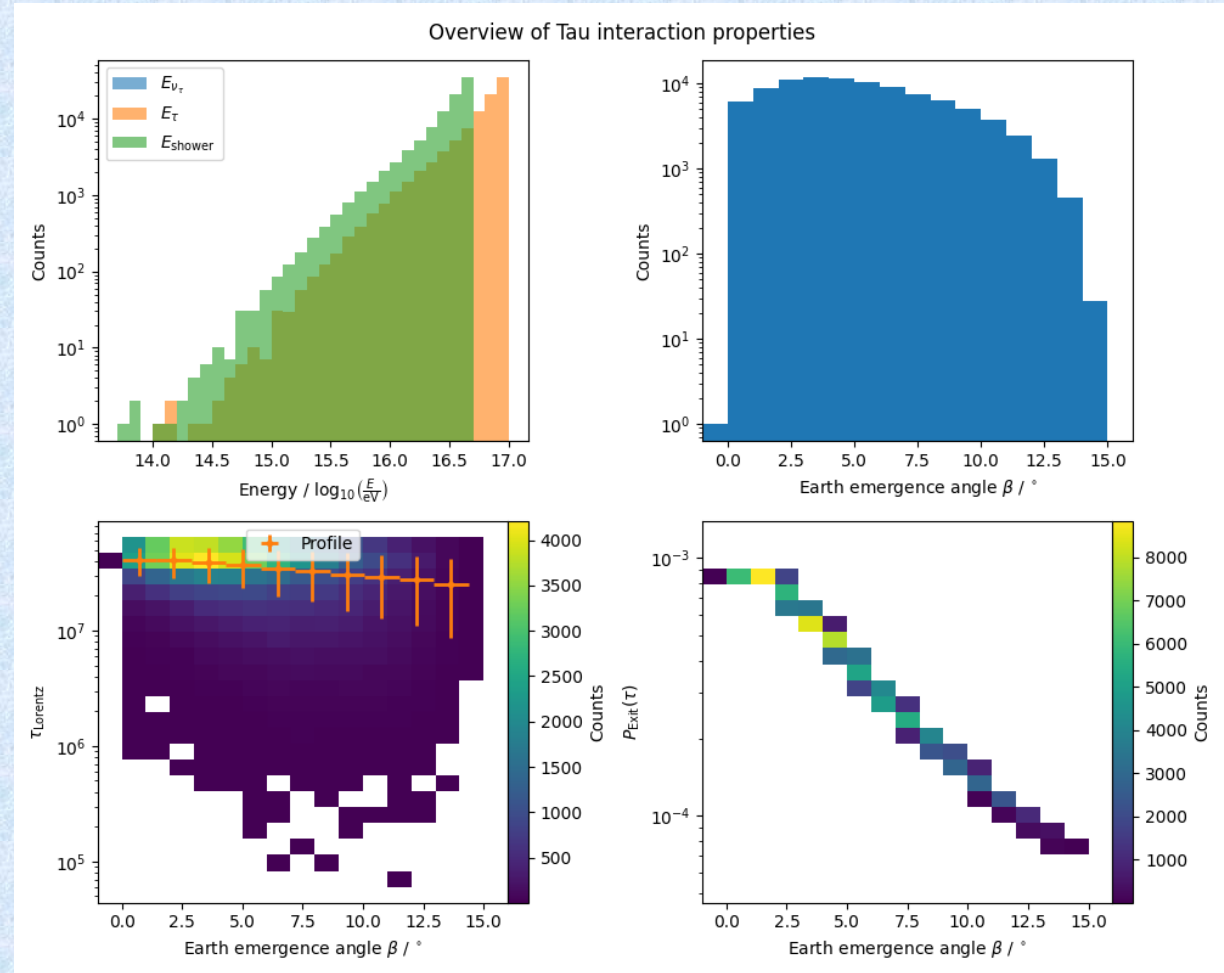 Overview of Tau interaction properties
E_{ν_τ}
E_τ
E_shower
Counts
10^4
10^3
10^2
10^1
10^0
14.0 14.5 15.0 15.5 16.0 16.5 17.0
Energy / log_10(E/eV)
Counts
10^4
10^3
10^2
10^1
10^0
0.0 2.5 5.0 7.5 10.0 12.5 15.0
Earth emergence angle β / °
Profile
τ_Lorentz
10^7
10^6
10^5
0.0 2.5 5.0 7.5 10.0 12.5 15.0
Earth emergence angle β / °
4000
3500
3000
2500
2000
1500
1000
500
Counts
P_Exit(τ)
10^{-3}
10^{-4}
0.0 2.5 5.0 7.5 10.0 12.5 15.0
Earth emergence angle β / °
8000
7000
6000
5000
4000
3000
2000
1000
Counts